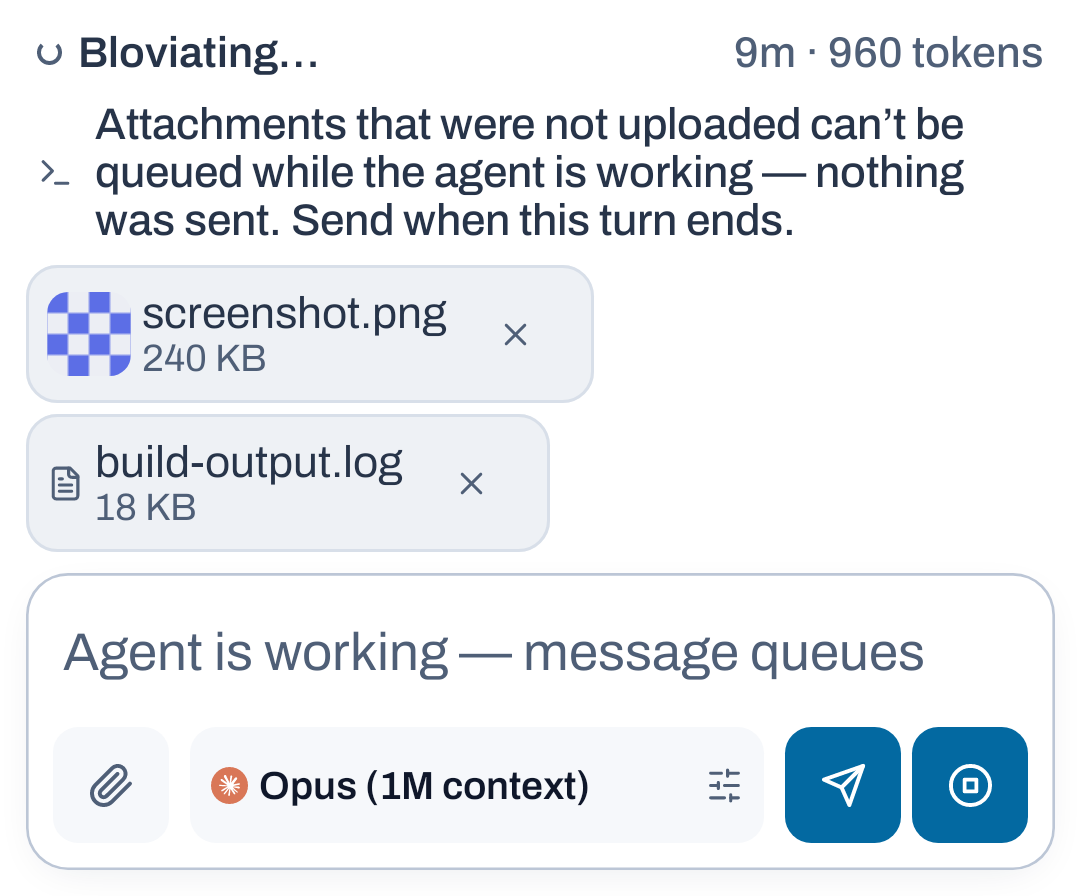 Bloviating…
9m · 960 tokens
Attachments that were not uploaded can’t be
queued while the agent is working — nothing
was sent. Send when this turn ends.
screenshot.png
240 KB
build-output.log
18 KB
Agent is working — message queues
Opus (1M context)